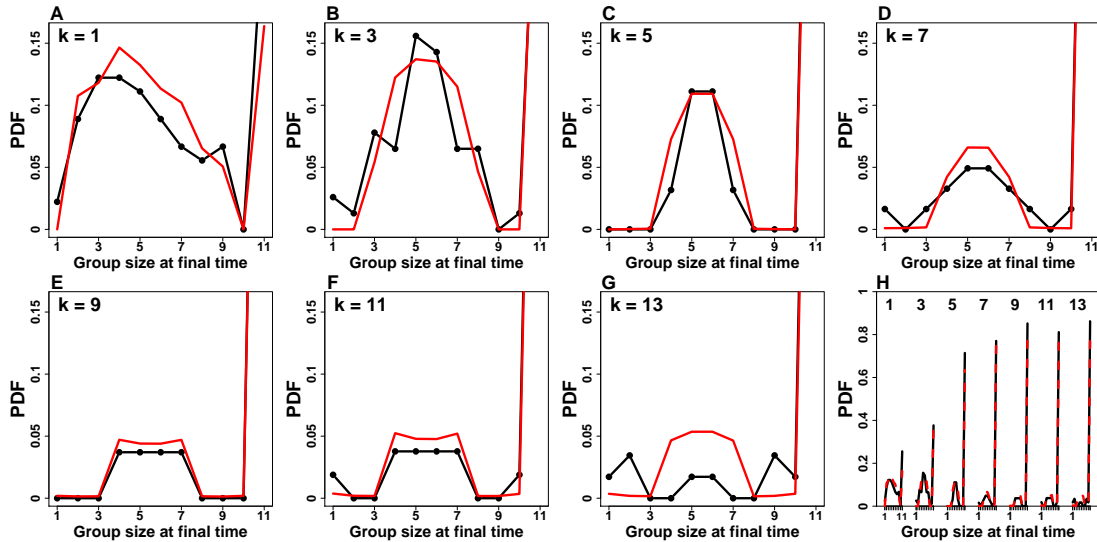 A
k = 1
PDF
0 0.05 0.1 0.15
1 3 5 7 9 11
Group size at final time
B
k = 3
PDF
0 0.05 0.1 0.15
1 3 5 7 9 11
Group size at final time
C
k = 5
PDF
0 0.05 0.1 0.15
1 3 5 7 9 11
Group size at final time
D
k = 7
PDF
0 0.05 0.1 0.15
1 3 5 7 9 11
Group size at final time
E
k = 9
PDF
0 0.05 0.1 0.15
1 3 5 7 9 11
Group size at final time
F
k = 11
PDF
0 0.05 0.1 0.15
1 3 5 7 9 11
Group size at final time
G
k = 13
PDF
0 0.05 0.1 0.15
1 3 5 7 9 11
Group size at final time
H
1 3 5 7 9 11 13
PDF
0 0.2 0.4 0.6 0.8 1
1 11 1 1 1 1 1 1
Group size at final time